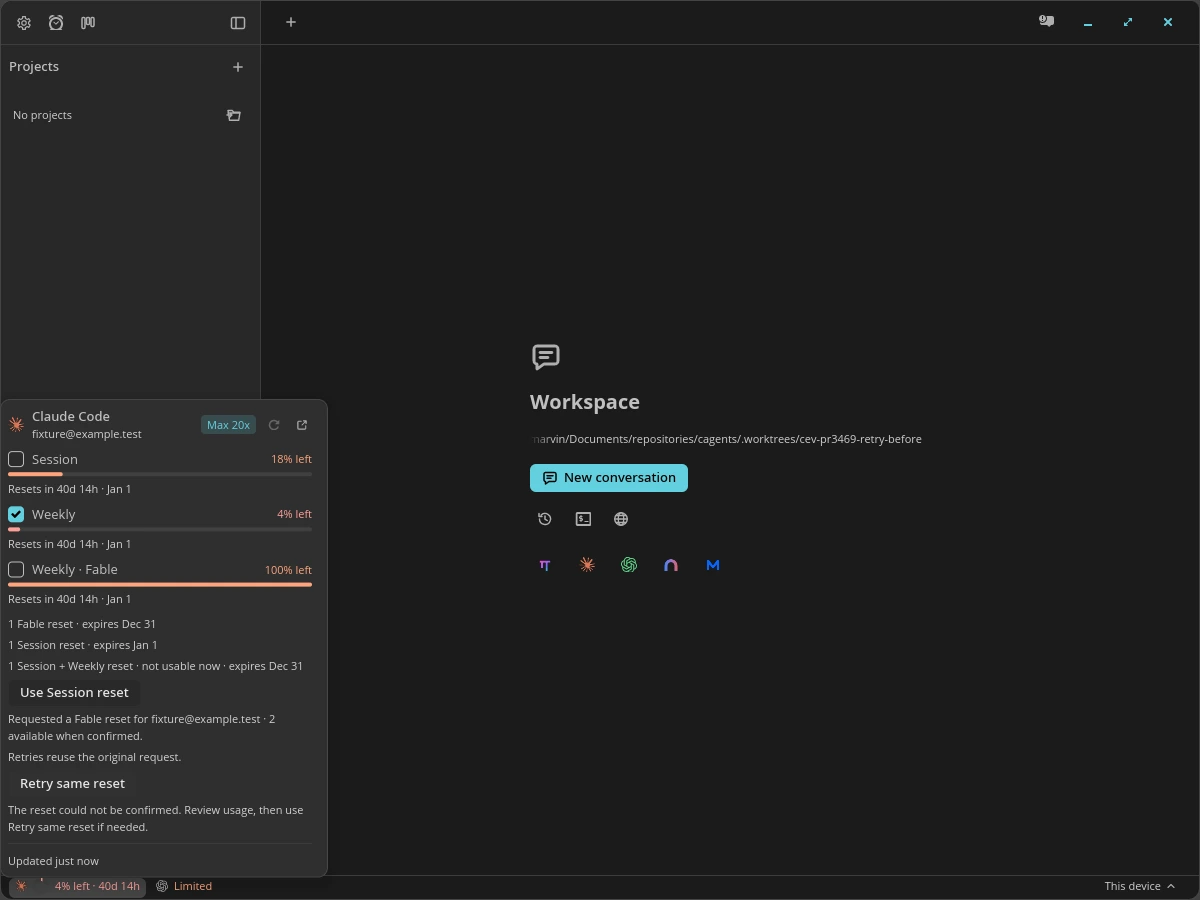 Projects
No projects
Claude Code
fixture@example.test
Max 20x
Session
18% left
Resets in 40d 14h · Jan 1
Weekly
4% left
Resets in 40d 14h · Jan 1
Weekly · Fable
100% left
Resets in 40d 14h · Jan 1
1 Fable reset · expires Dec 31
1 Session reset · expires Jan 1
1 Session + Weekly reset · not usable now · expires Dec 31
Use Session reset
Requested a Fable reset for fixture@example.test · 2
available when confirmed.
Retries reuse the original request.
Retry same reset
The reset could not be confirmed. Review usage, then use
Retry same reset if needed.
Updated just now
Workspace
narvin/Documents/repositories/cagents/.worktrees/cev-pr3469-retry-before
New conversation
4% left · 40d 14h
Limited
This device